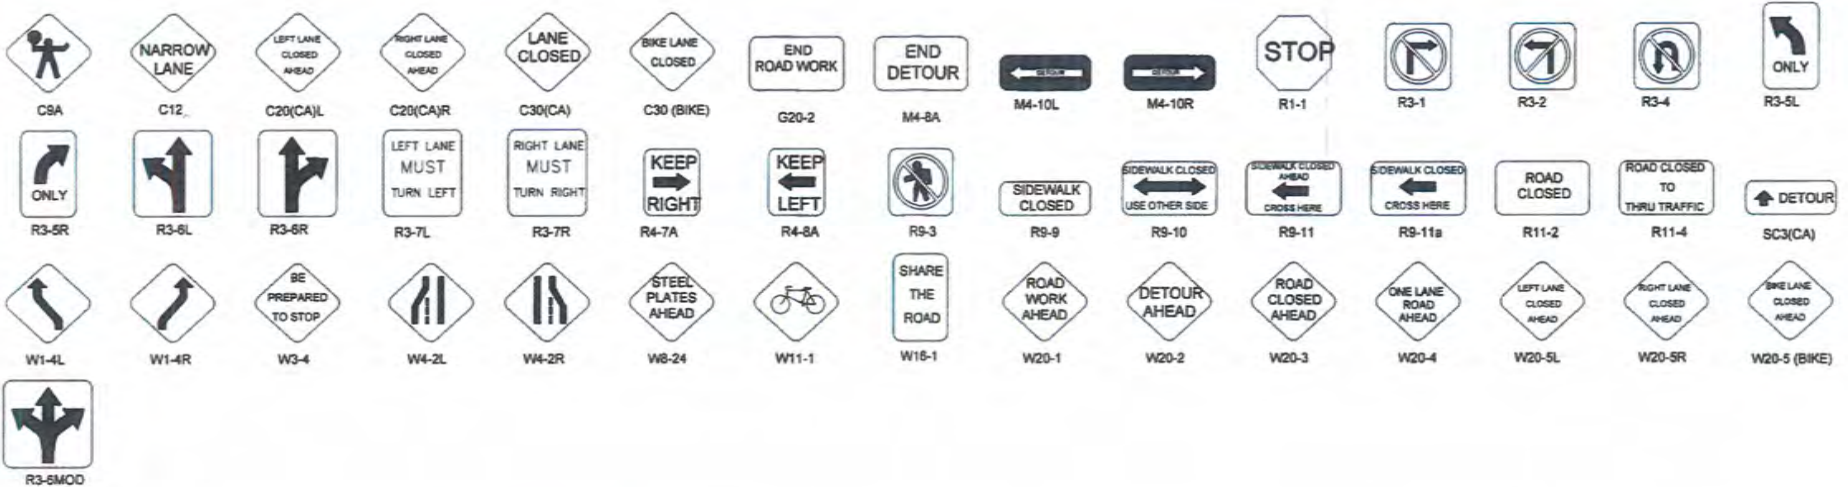 NARROW
LANE
LEFT LANE
CLOSED
AHEAD
RIGHT LANE
CLOSED
AHEAD
LANE
CLOSED
BIKE LANE
CLOSED
END
ROAD WORK
END
DETOUR
DETOUR
DETOUR
STOP
ONLY
C9A
C12
C20(CA)L
C20(CA)R
C30(CA)
C30 (BIKE)
G20-2
M4-8A
M4-10L
M4-10R
R1-1
R3-1
R3-2
R3-4
R3-5L
ONLY
LEFT LANE
MUST
TURN LEFT
RIGHT LANE
MUST
TURN RIGHT
KEEP
RIGHT
KEEP
LEFT
SIDEWALK
CLOSED
SIDEWALK CLOSED
USE OTHER SIDE
SIDEWALK CLOSED
AHEAD
CROSS HERE
SIDEWALK CLOSED
CROSS HERE
ROAD
CLOSED
ROAD CLOSED
TO
THRU TRAFFIC
DETOUR
R3-5R
R3-6L
R3-6R
R3-7L
R3-7R
R4-7A
R4-8A
R9-3
R9-9
R9-10
R9-11
R9-11a
R11-2
R11-4
SC3(CA)
BE
PREPARED
TO STOP
STEEL
PLATES
AHEAD
SHARE
THE
ROAD
ROAD
WORK
AHEAD
DETOUR
AHEAD
ROAD
CLOSED
AHEAD
ONE LANE
ROAD
AHEAD
LEFT LANE
CLOSED
AHEAD
RIGHT LANE
CLOSED
AHEAD
BIKE LANE
CLOSED
AHEAD
W1-4L
W1-4R
W3-4
W4-2L
W4-2R
W8-24
W11-1
W16-1
W20-1
W20-2
W20-3
W20-4
W20-5L
W20-5R
W20-5 (BIKE)
R3-6MOD